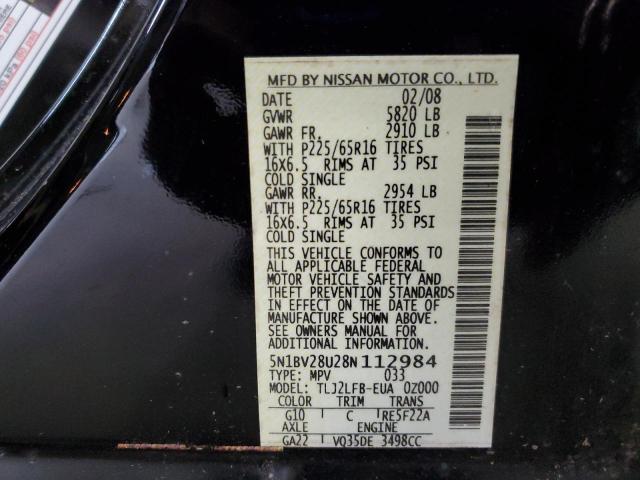 MFD BY NISSAN MOTOR CO., LTD.
DATE 02/08
GVWR 5820 LB
GAWR FR. 2910 LB
WITH P225/65R16 TIRES
16X6.5 RIMS AT 35 PSI
COLD SINGLE
GAWR RR. 2954 LB
WITH P225/65R16 TIRES
16X6.5 RIMS AT 35 PSI
COLD SINGLE
THIS VEHICLE CONFORMS TO
ALL APPLICABLE FEDERAL
MOTOR VEHICLE SAFETY AND
THEFT PREVENTION STANDARDS
IN EFFECT ON THE DATE OF
MANUFACTURE SHOWN ABOVE.
SEE OWNERS MANUAL FOR
ADDITIONAL INFORMATION.
5N1BV28U28N112984
TYPE: MPV 033
MODEL: TLJ2LFB-EUA 0Z000
COLOR TRIM TRANS
G10 C RE5F22A
AXLE ENGINE
GA22 VQ35DE 3498CC